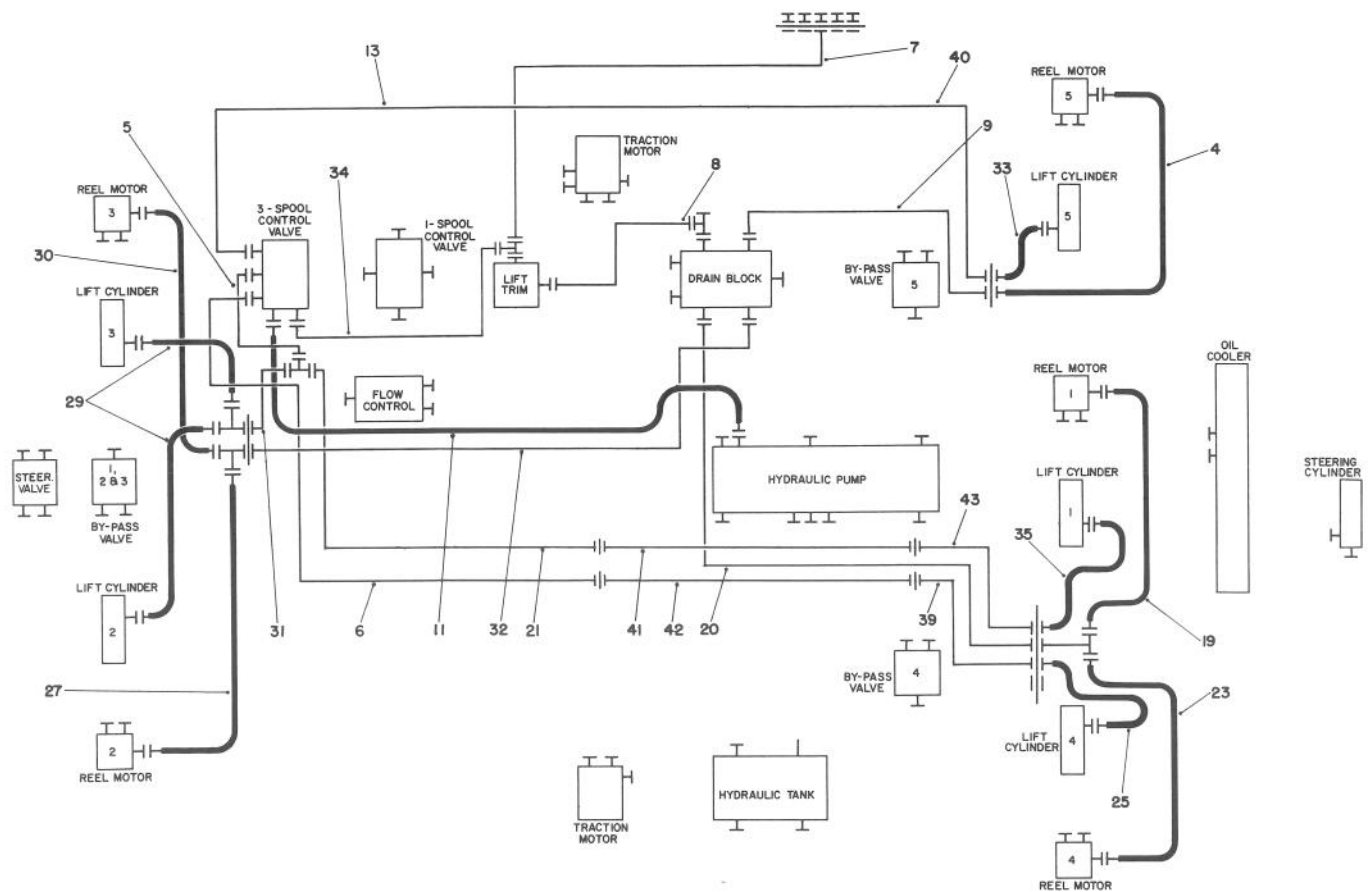 7
13
40
REEL MOTOR
5
5
9
TRACTION
MOTOR
4
8
34
33
LIFT CYLINDER
5
REEL MOTOR
3
3 - SPOOL
CONTROL
VALVE
1- SPOOL
CONTROL
VALVE
30
LIFT
TRIM
DRAIN BLOCK
BY-PASS
VALVE
5
LIFT CYLINDER
3
34
OIL
COOLER
REEL MOTOR
1
FLOW
CONTROL
29
11
STEER.
VALVE
1,
2 & 3
BY-PASS
VALVE
HYDRAULIC PUMP
LIFT CYLINDER
1
STEERING
CYLINDER
43
35
LIFT CYLINDER
2
31
6
11
32
21
41
42
20
39
19
27
BY-PASS
VALVE
4
23
LIFT
CYLINDER
4
REEL MOTOR
2
25
HYDRAULIC TANK
TRACTION
MOTOR
4
REEL MOTOR